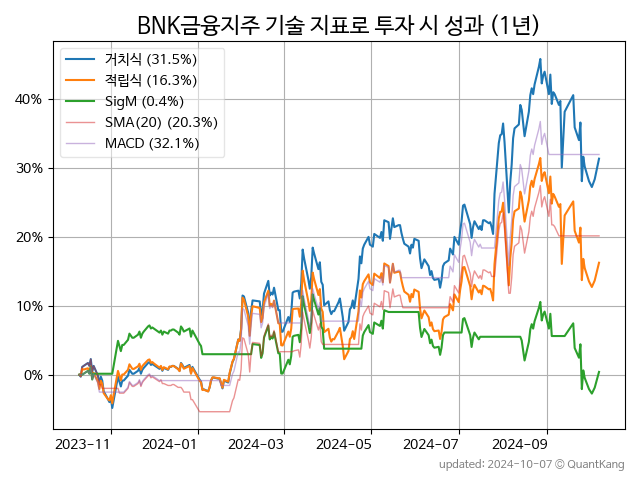 BNK금융지주 기술 지표로 투자 시 성과 (1년)
거치식 (31.5%)
적립식 (16.3%)
SigM (0.4%)
SMA(20) (20.3%)
MACD (32.1%)
40%
30%
20%
10%
0%
2023-11 2024-01 2024-03 2024-05 2024-07 2024-09
updated: 2024-10-07 © QuantKang